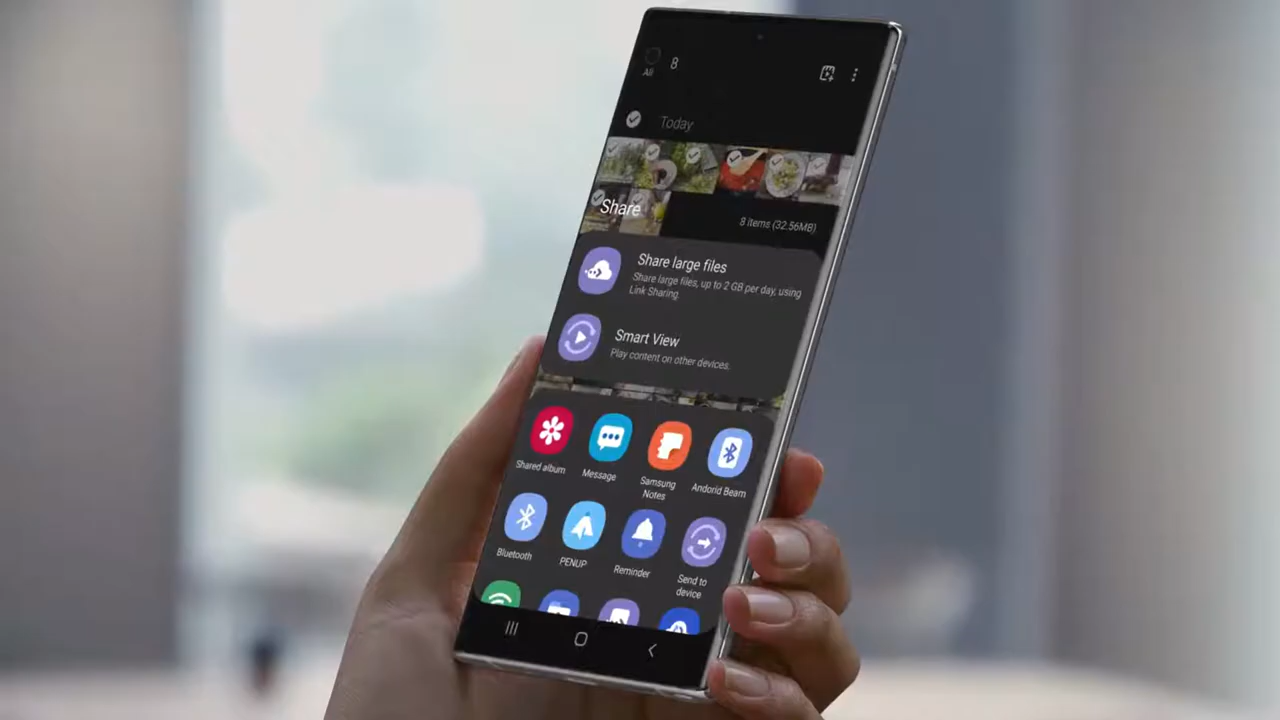 8
All
Today
Share
8 items (32.56MB)
Share large files
Share large files, up to 2 GB per day, using
Link Sharing
Smart View
Play content on other devices.
Shared album
Message
Samsung
Notes
Andorid Beam
Bluetooth
PENUP
Reminder
Send to
device